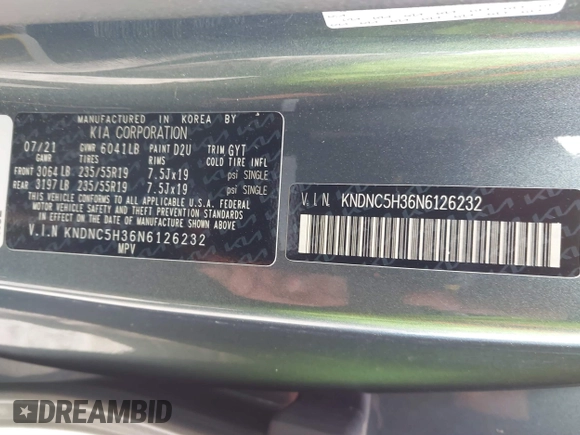 MANUFACTURED IN KOREA BY
KIA CORPORATION
07/21 GVWR 6041LB PAINT D2U TRIM GYT
GAWR TIRES RIMS COLD TIRE INFL
FRONT 3064LB 235/55R19 7.5Jx19 psi SINGLE
REAR 3197LB 235/55R19 7.5Jx19 psi SINGLE
THIS VEHICLE CONFORMS TO ALL APPLICABLE U.S.A. FEDERAL
MOTOR VEHICLE SAFETY AND THEFT PREVENTION STANDARDS
IN EFFECT ON THE DATE OF MANUFACTURE SHOWN ABOVE
V.I.N KNDNC5H36N6126232
MPV
V.I.N. KNDNC5H36N6126232
DREAMBID